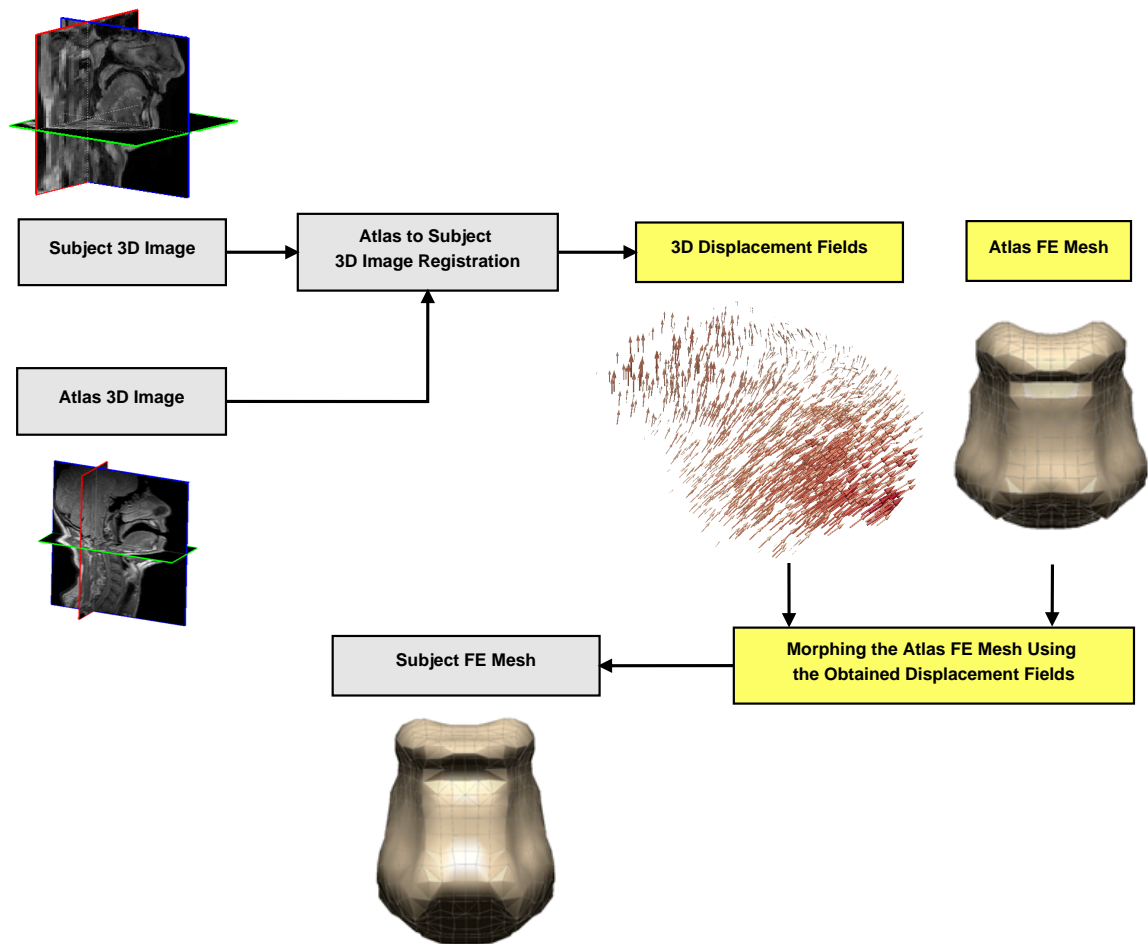 Subject 3D Image
Atlas to Subject
3D Image Registration
3D Displacement Fields
Atlas FE Mesh
Atlas 3D Image
Subject FE Mesh
Morphing the Atlas FE Mesh Using
the Obtained Displacement Fields